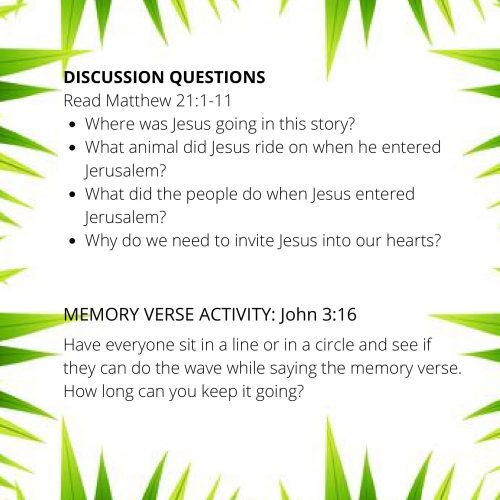 DISCUSSION QUESTIONS
Read Matthew 21:1-11
• Where was Jesus going in this story?
• What animal did Jesus ride on when he entered
Jerusalem?
• What did the people do when Jesus entered
Jerusalem?
• Why do we need to invite Jesus into our hearts?
MEMORY VERSE ACTIVITY: John 3:16
Have everyone sit in a line or in a circle and see if
they can do the wave while saying the memory verse.
How long can you keep it going?